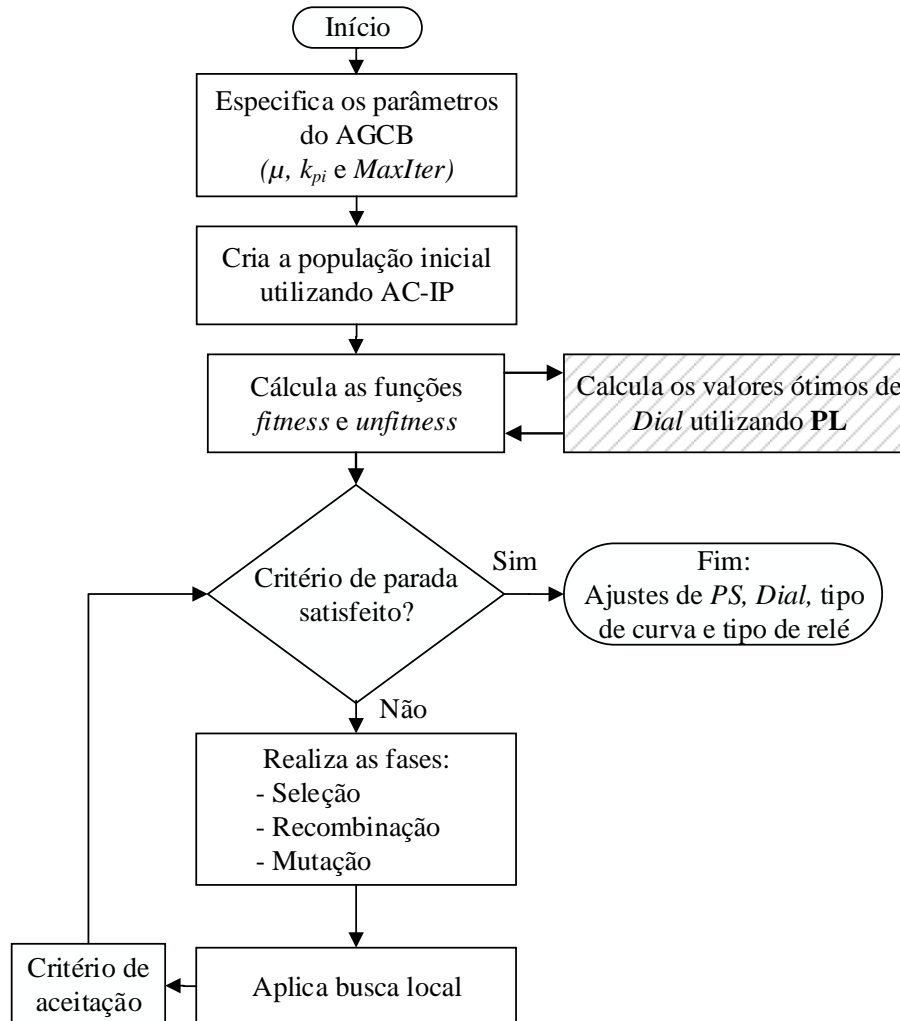 Início
Especifica os parâmetros
do AGCB
(μ, kpi e MaxIter)
Cria a população inicial
utilizando AC-IP
Cálcula as funções
fitness e unfitness
Calcula os valores ótimos de
Dial utilizando PL
Critério de parada
satisfeito?
Sim
Fim:
Ajustes de PS, Dial, tipo
de curva e tipo de relé
Não
Realiza as fases:
- Seleção
- Recombinação
- Mutação
Aplica busca local
Critério de
aceitação